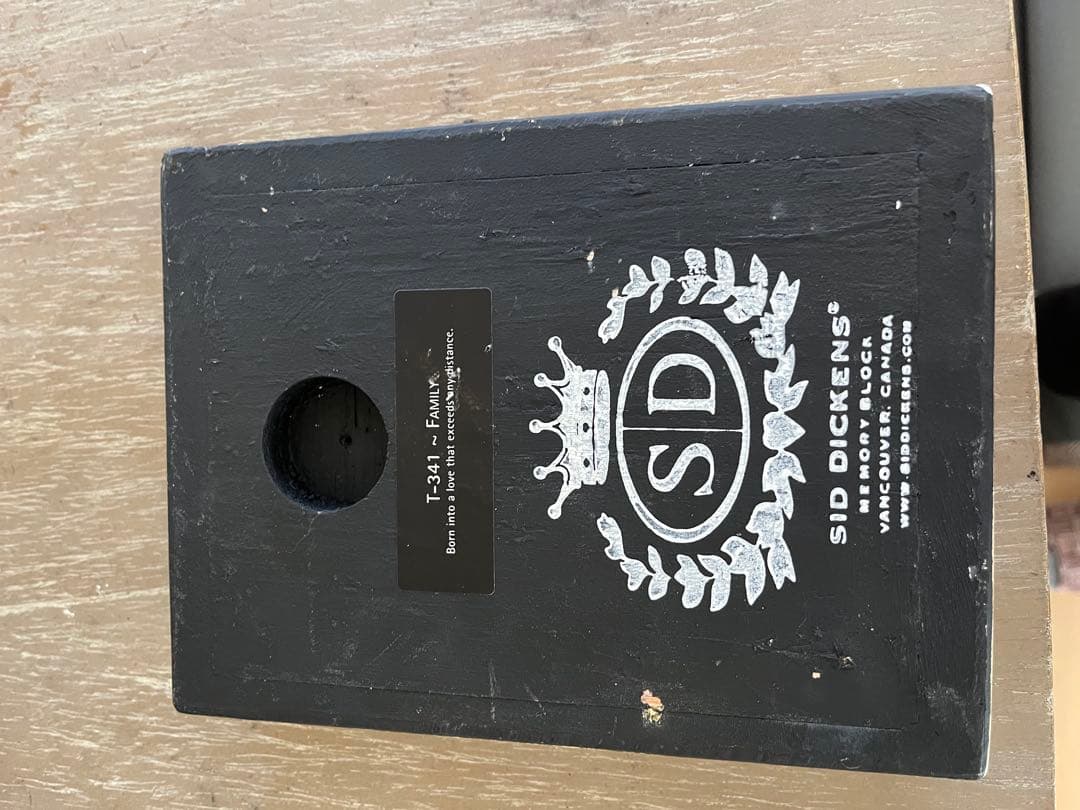 T-341 ~ FAMILY
Born into a love that exceeds any distance.
SD
SID DICKENS®
MEMORY BLOCK
VANCOUVER, CANADA
WWW.SIDDICKENS.COM